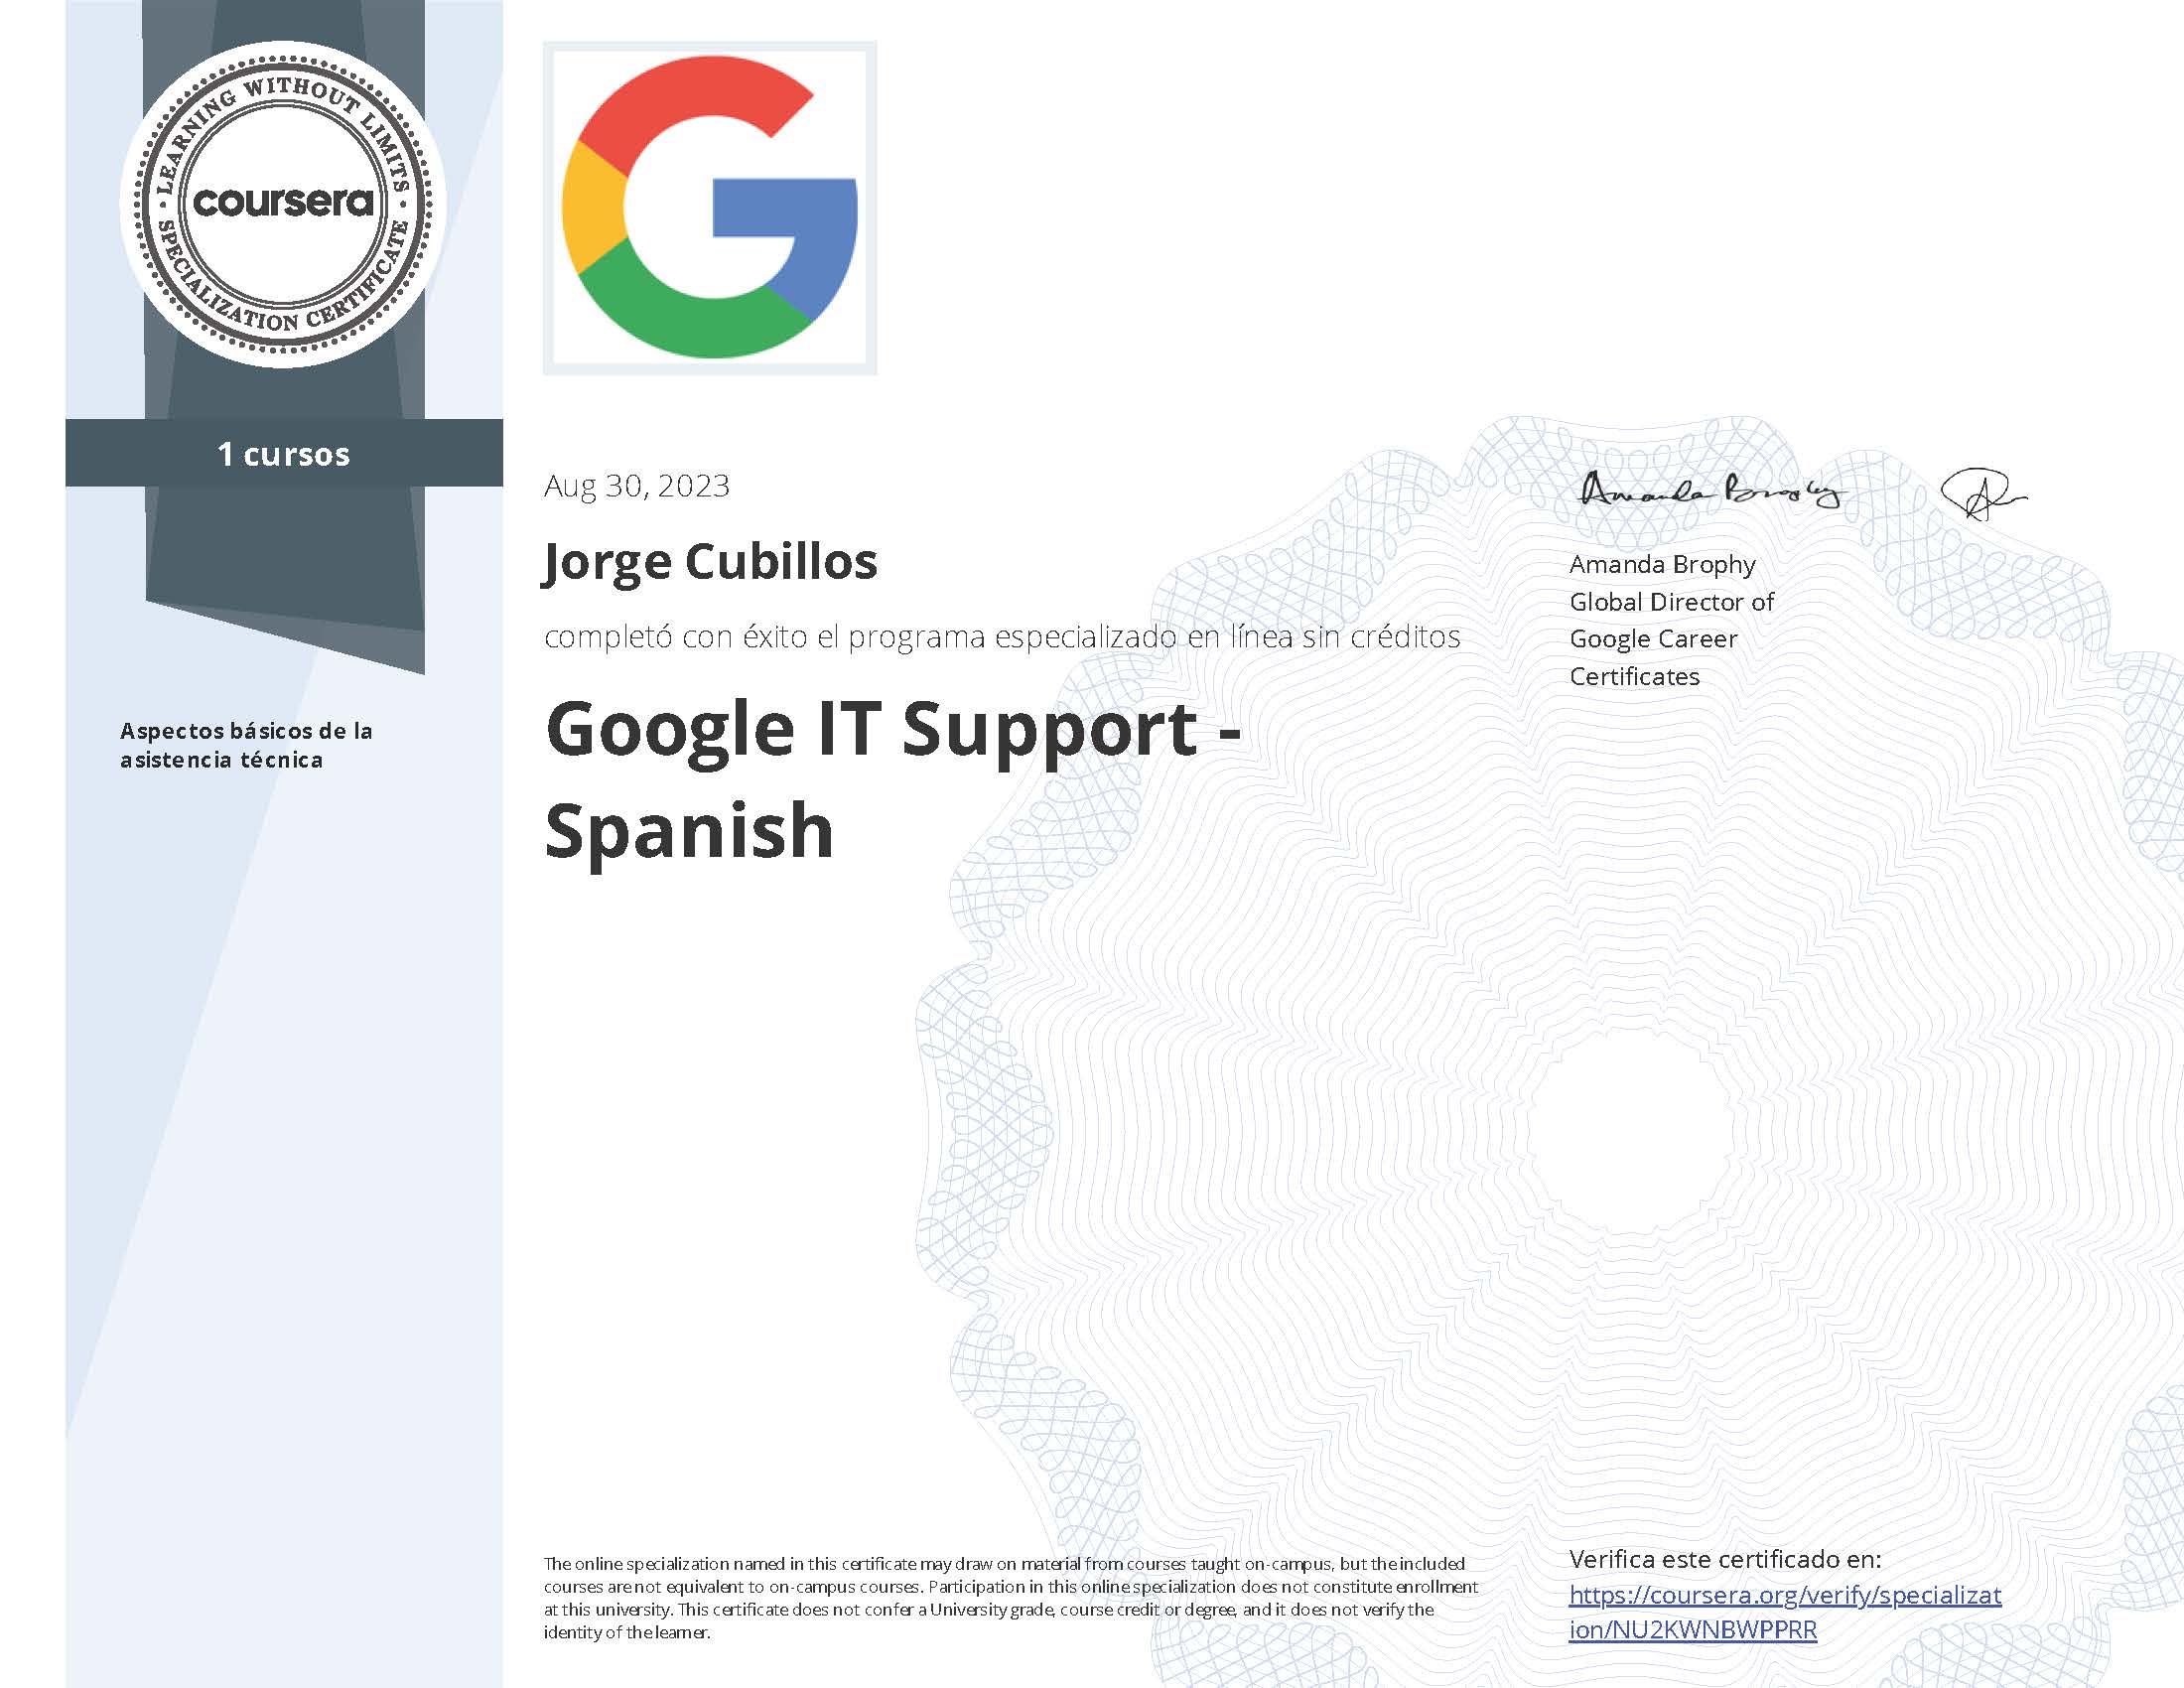 LEARNING WITHOUT LIMITS
coursera
SPECIALIZATION CERTIFICATE
1 cursos
Aspectos básicos de la
asistencia técnica
Aug 30, 2023
Jorge Cubillos
completó con éxito el programa especializado en línea sin créditos
Google IT Support -
Spanish
Amanda Brophy
Amanda Brophy
Global Director of
Google Career
Certificates
The online specialization named in this certificate may draw on material from courses taught on-campus, but the included
courses are not equivalent to on-campus courses. Participation in this online specialization does not constitute enrollment
at this university. This certificate does not confer a University grade, course credit or degree, and it does not verify the
identity of the learner.
Verifica este certificado en:
https://coursera.org/verify/specializat
ion/NU2KWNBWPPRR